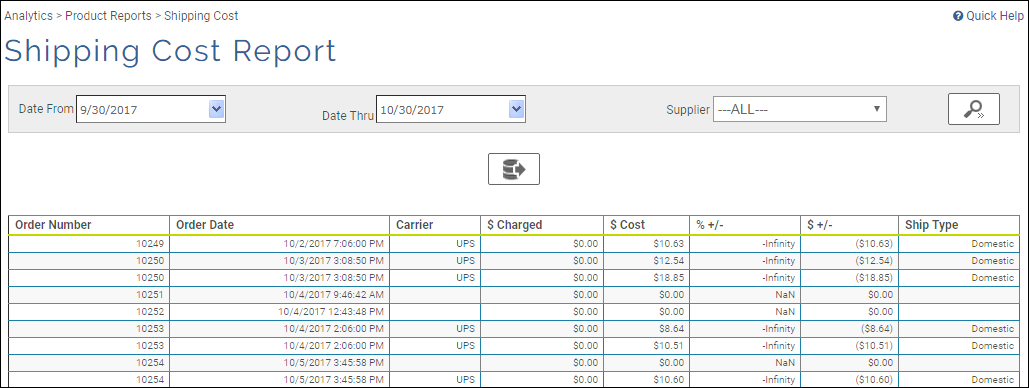 Analytics > Product Reports > Shipping Cost Quick Help
Shipping Cost Report
Date From 9/30/2017 Date Thru 10/30/2017 Supplier ---ALL---
Order Number Order Date Carrier $ Charged $ Cost % +/- $ +/- Ship Type
10249 10/2/2017 7:06:00 PM UPS $0.00 $10.63 -Infinity ($10.63) Domestic
10250 10/3/2017 3:08:50 PM UPS $0.00 $12.54 -Infinity ($12.54) Domestic
10250 10/3/2017 3:08:50 PM UPS $0.00 $18.85 -Infinity ($18.85) Domestic
10251 10/4/2017 9:46:42 AM $0.00 $0.00 NaN $0.00
10252 10/4/2017 12:43:48 PM $0.00 $0.00 NaN $0.00
10253 10/4/2017 2:06:00 PM UPS $0.00 $8.64 -Infinity ($8.64) Domestic
10253 10/4/2017 2:06:00 PM UPS $0.00 $10.51 -Infinity ($10.51) Domestic
10254 10/5/2017 3:45:58 PM $0.00 $0.00 NaN $0.00
10254 10/5/2017 3:45:58 PM UPS $0.00 $10.60 -Infinity ($10.60) Domestic